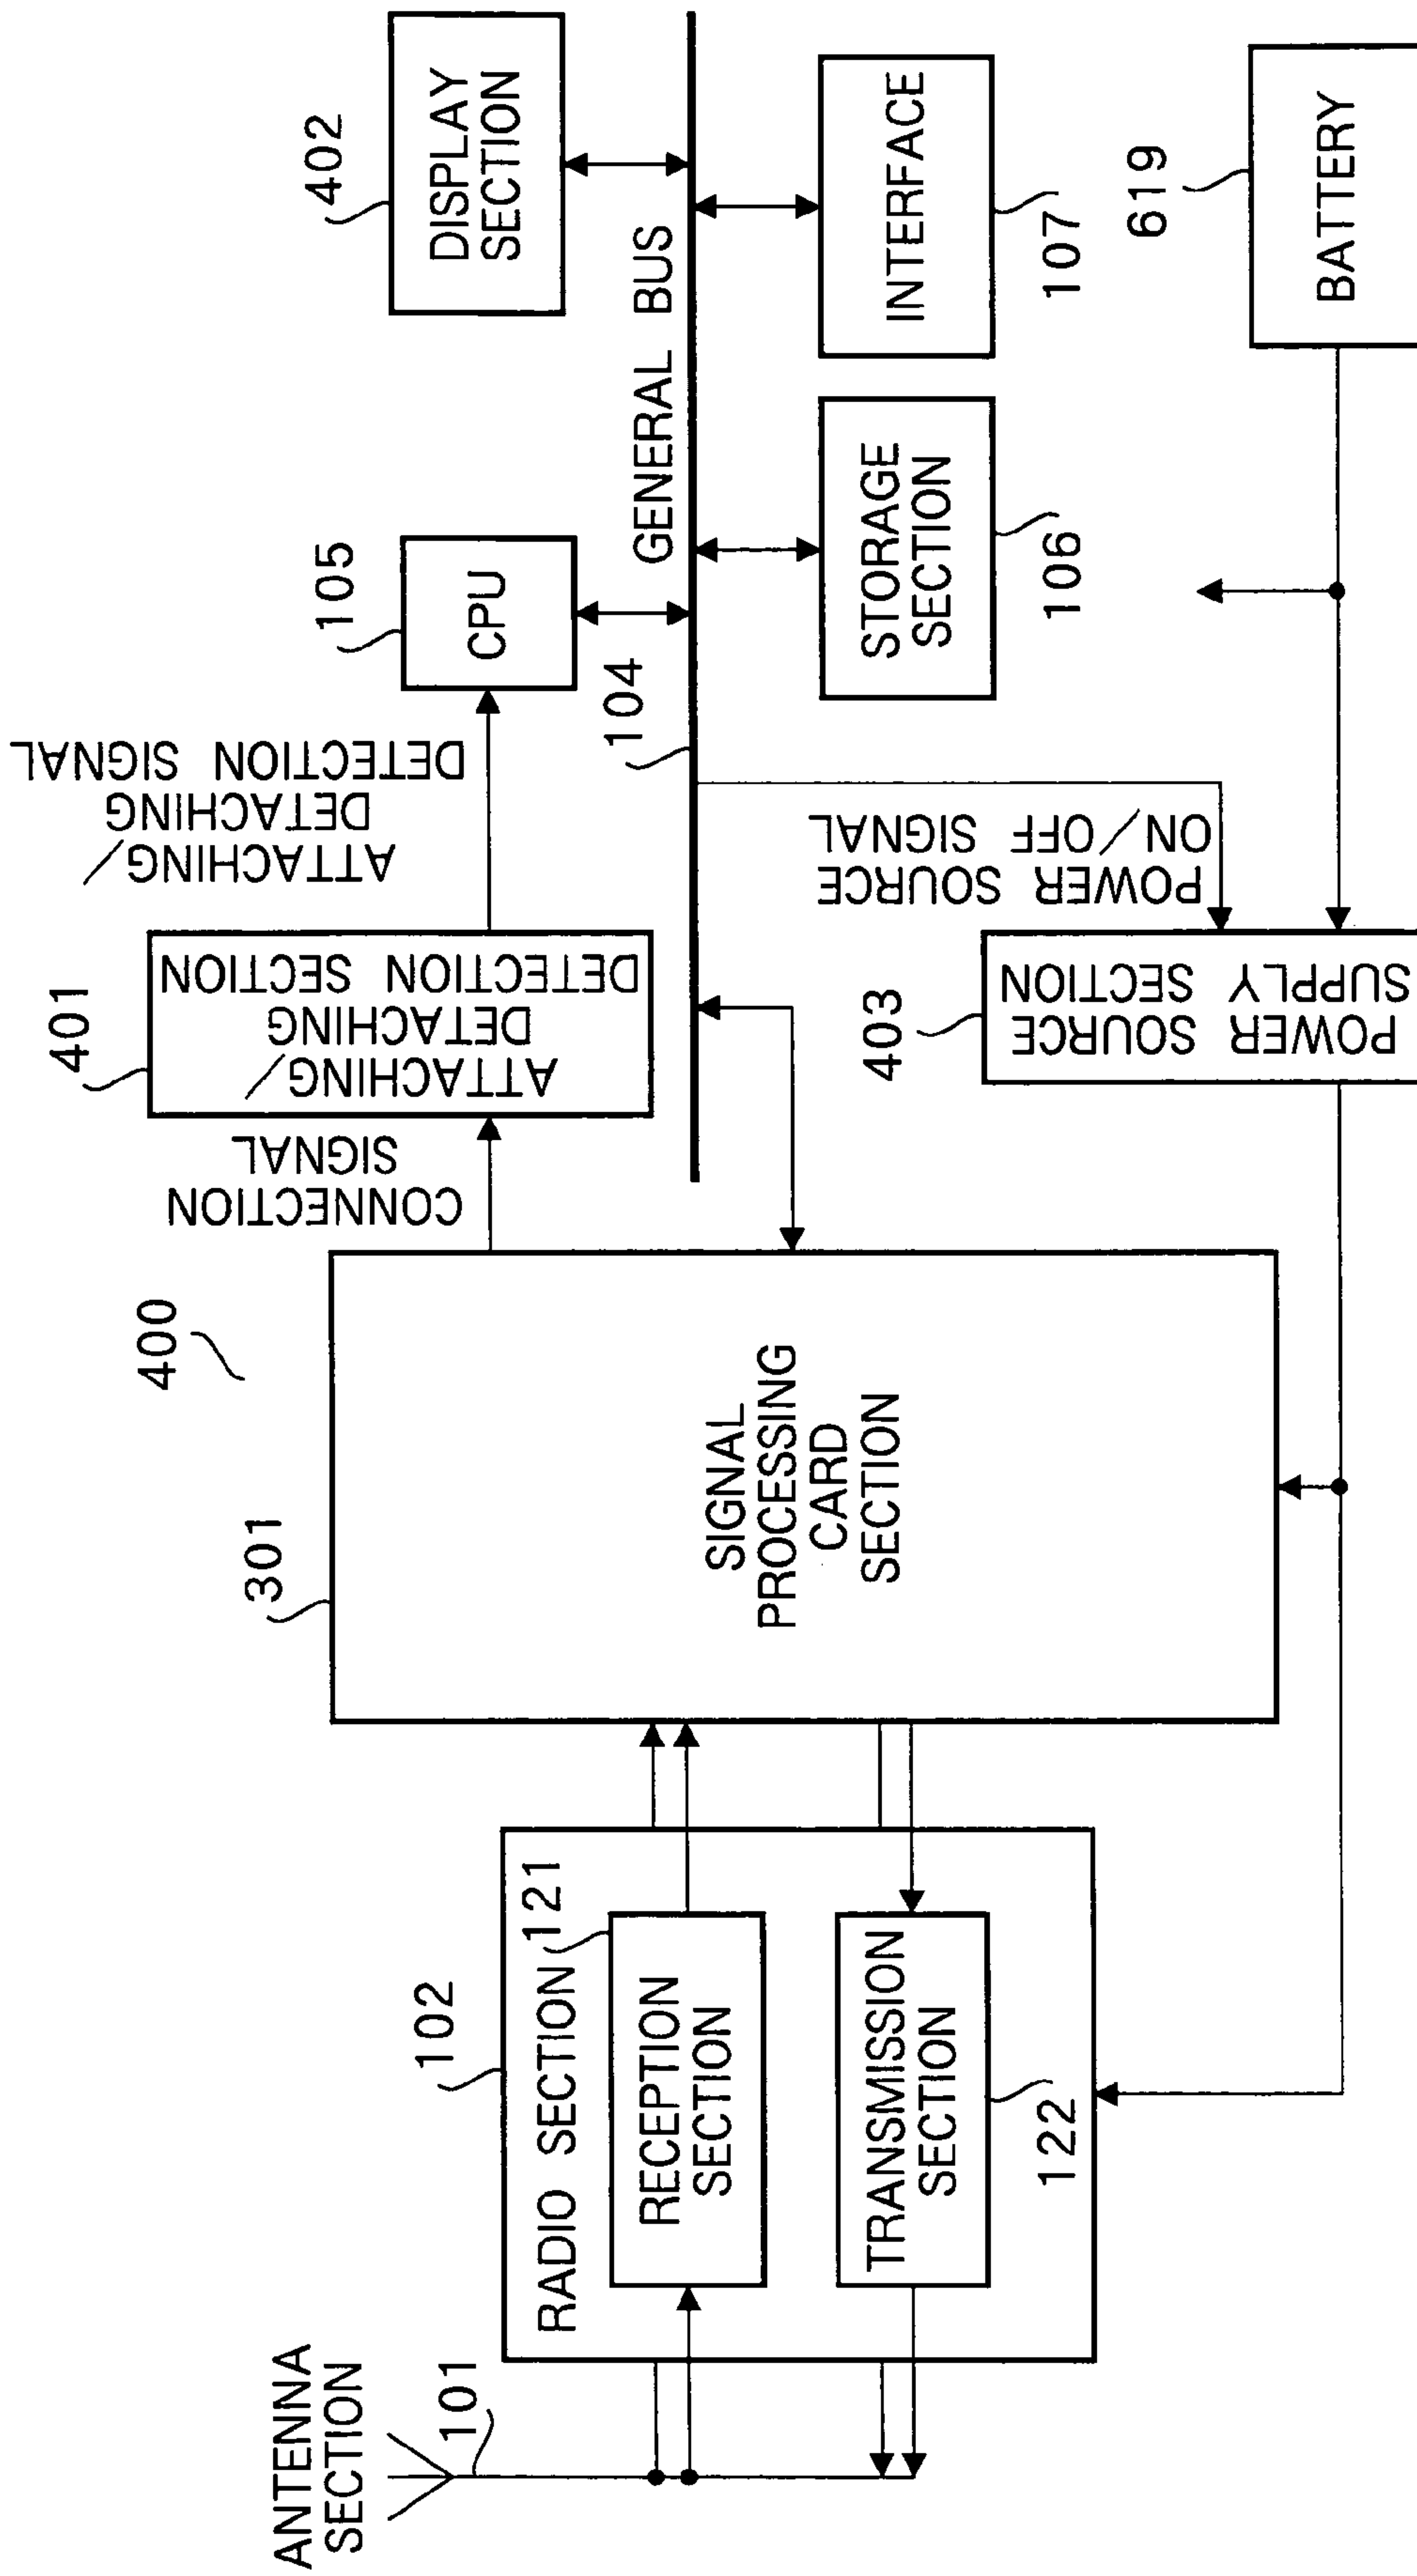 ANTENNA
SECTION
101
102
RADIO SECTION
121
RECEPTION
SECTION
TRANSMISSION
SECTION
122
400
301
SIGNAL
PROCESSING
CARD
SECTION
CONNECTION
SIGNAL
401
ATTACHING/
DETACHING
DETECTION SECTION
ATTACHING/
DETACHING
DETECTION SIGNAL
105
CPU
104
GENERAL BUS
402
DISPLAY
SECTION
STORAGE
SECTION
106
INTERFACE
107
POWER SOURCE
ON/OFF SIGNAL
403
POWER SOURCE
SUPPLY SECTION
619
BATTERY